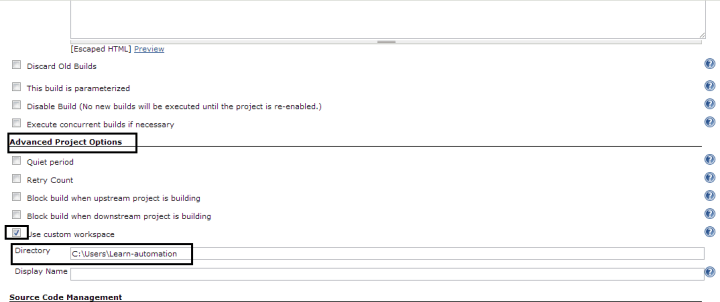 [Escaped HTML] Preview
Discard Old Builds
This build is parameterized
Disable Build (No new builds will be executed until the project is re-enabled.)
Execute concurrent builds if necessary
Advanced Project Options
Quiet period
Retry Count
Block build when upstream project is building
Block build when downstream project is building
Use custom workspace
Directory C:\Users\Learn-automation
Display Name
Source Code Management